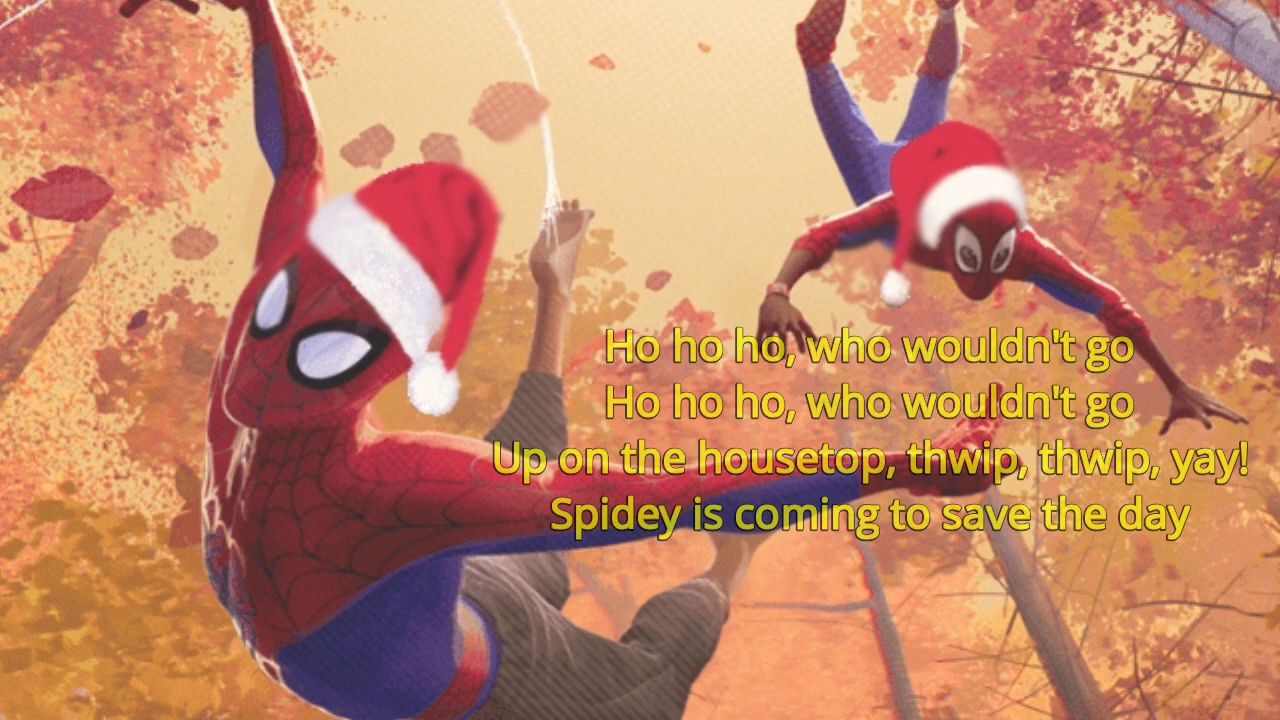 Ho ho ho, who wouldn't go
Ho ho ho, who wouldn't go
Up on the housetop, thwip, thwip, yay!
Spidey is coming to save the day